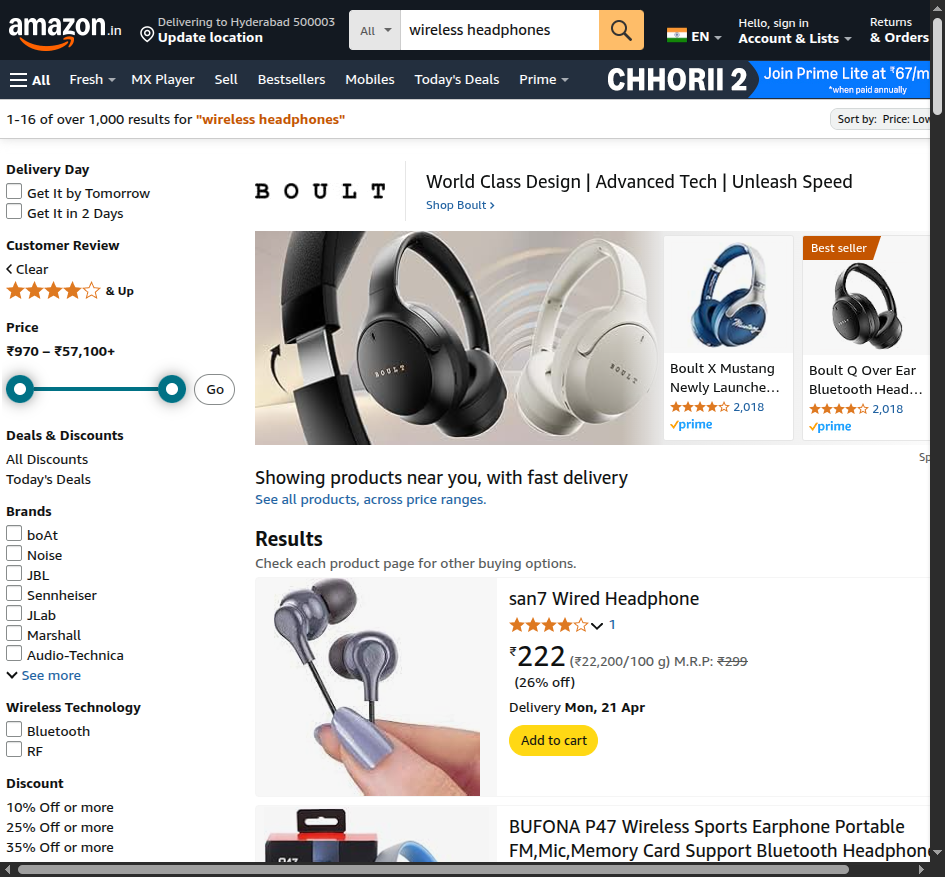 amazon.in
Delivering to Hyderabad 500003
Update location
All
wireless headphones
EN
Hello, sign in
Account & Lists
Returns
& Orders
All
Fresh
MX Player
Sell
Bestsellers
Mobiles
Today's Deals
Prime
CHHORII 2
Join Prime Lite at ₹67/m
*when paid annually
1-16 of over 1,000 results for "wireless headphones"
Sort by: Price: Low
Delivery Day
Get It by Tomorrow
Get It in 2 Days
Customer Review
Clear
& Up
Price
₹970 – ₹57,100+
Go
Deals & Discounts
All Discounts
Today's Deals
Brands
boAt
Noise
JBL
Sennheiser
JLab
Marshall
Audio-Technica
See more
Wireless Technology
Bluetooth
RF
Discount
10% Off or more
25% Off or more
35% Off or more
BOULT
World Class Design | Advanced Tech | Unleash Speed
Shop Boult
BOULT
BOULT
Mustang
Boult X Mustang
Newly Launche...
2,018
prime
Best seller
Boult Q Over Ear
Bluetooth Head...
2,018
prime
Sp
Showing products near you, with fast delivery
See all products, across price ranges.
Results
Check each product page for other buying options.
san7 Wired Headphone
1
₹222 (₹22,200/100 g) M.R.P: ₹299
(26% off)
Delivery Mon, 21 Apr
Add to cart
P47
BUFONA P47 Wireless Sports Earphone Portable
FM,Mic,Memory Card Support Bluetooth Headphon